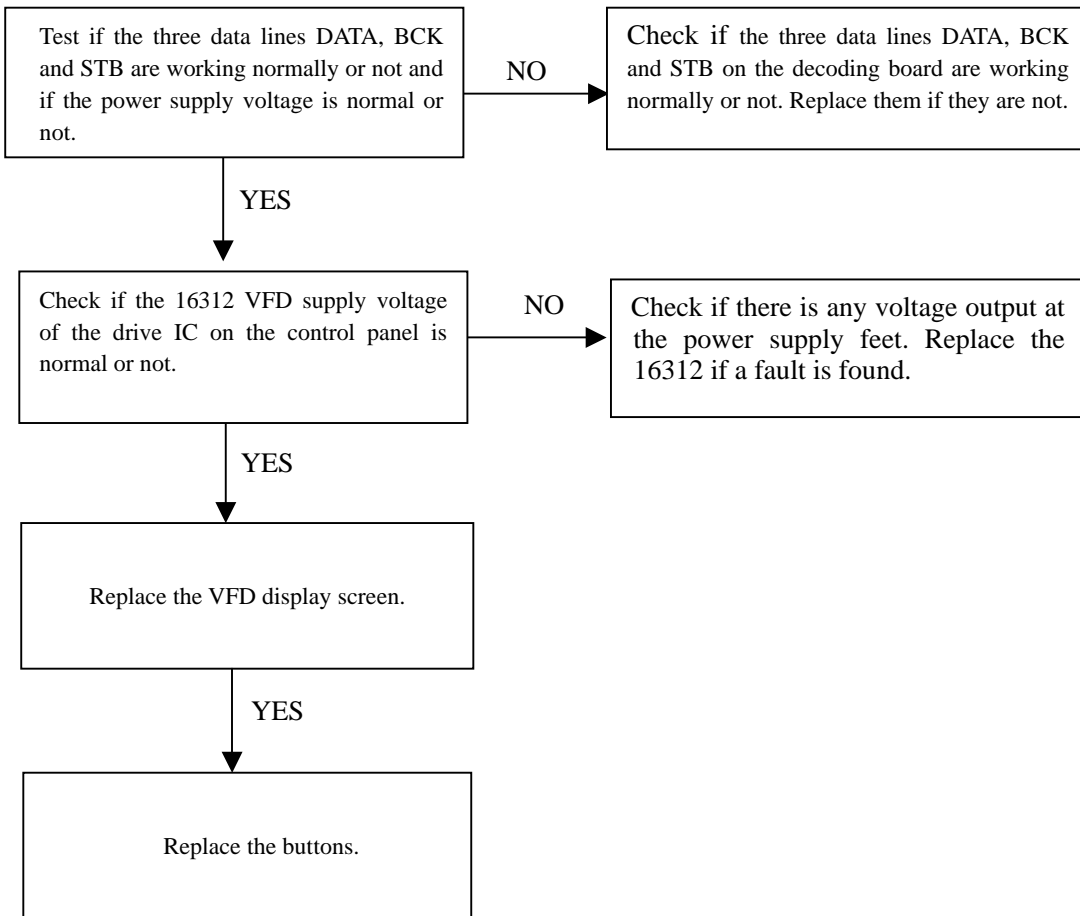 Test if the three data lines DATA, BCK
and STB are working normally or not and
if the power supply voltage is normal or
not.
NO
Check if the three data lines DATA, BCK
and STB on the decoding board are working
normally or not. Replace them if they are not.
YES
Check if the 16312 VFD supply voltage
of the drive IC on the control panel is
normal or not.
NO
Check if there is any voltage output at
the power supply feet. Replace the
16312 if a fault is found.
YES
Replace the VFD display screen.
YES
Replace the buttons.